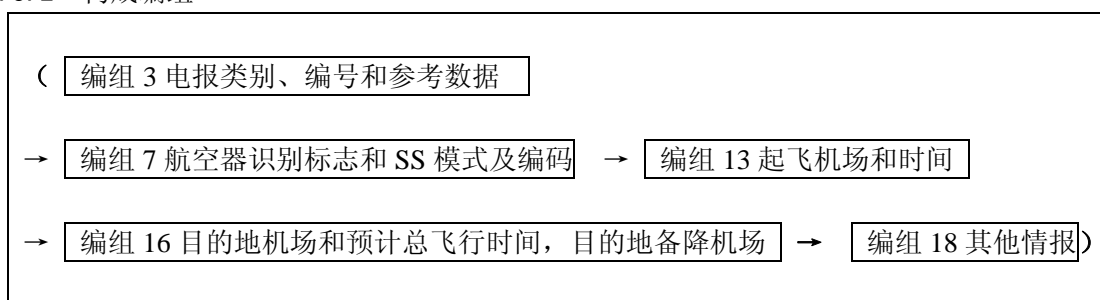 ( 编组 3 电报类别、编号和参考数据
→ 编组 7 航空器识别标志和 SS 模式及编码 → 编组 13 起飞机场和时间
→ 编组 16 目的地机场和预计总飞行时间，目的地备降机场 → 编组 18 其他情报)